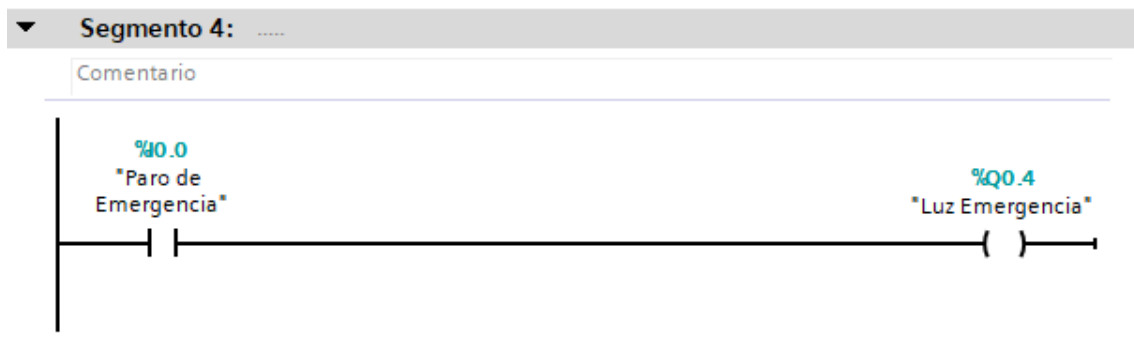 Segmento 4: .....
Comentario
%I0.0
"Paro de
Emergencia"
%Q0.4
"Luz Emergencia"